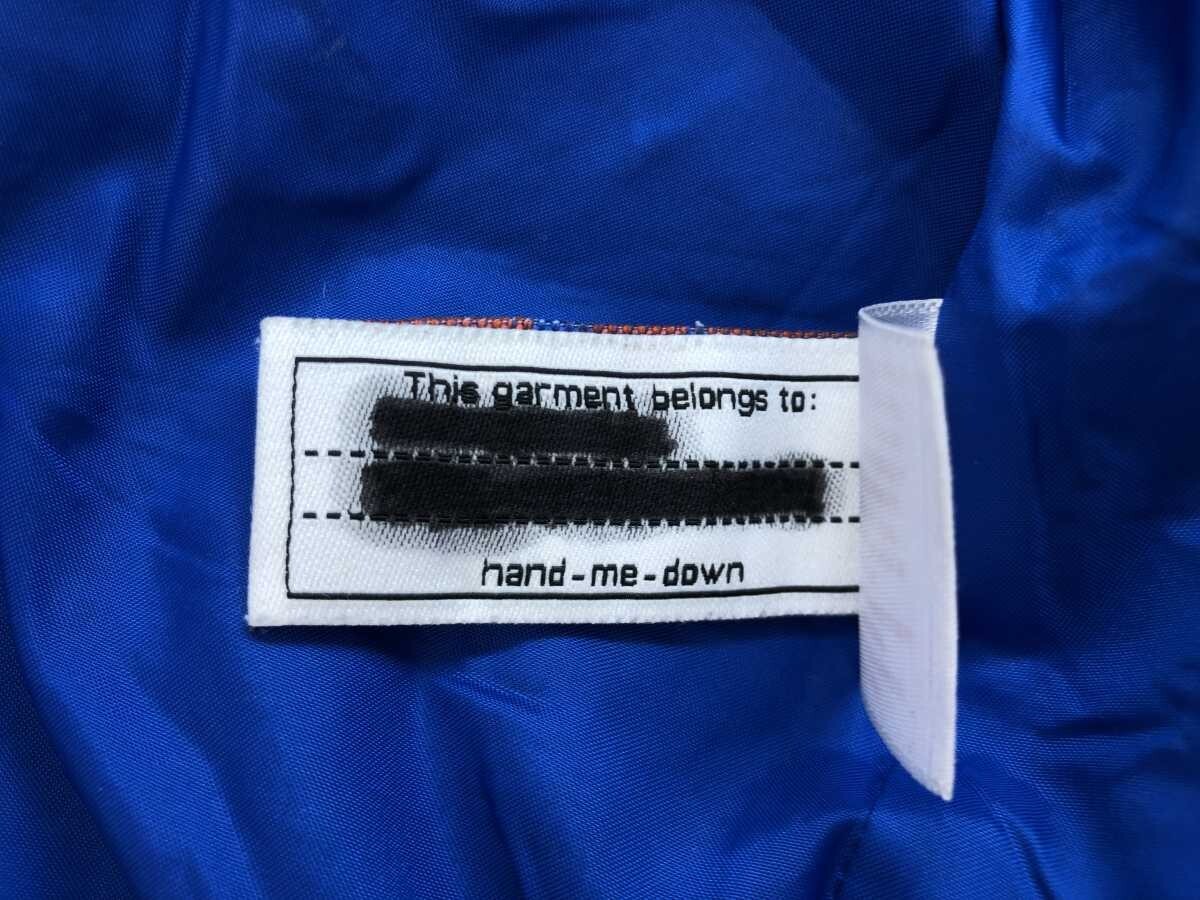 This garment belongs to:
hand-me-down